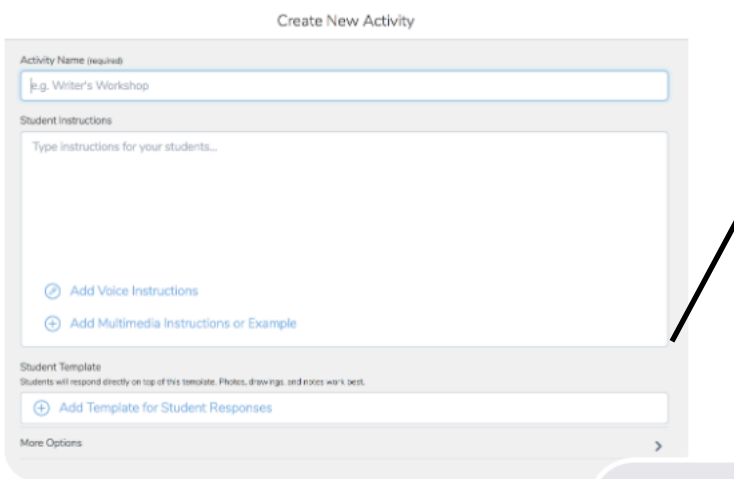 Create New Activity
Activity Name (required)
e.g. Writer's Workshop
Student Instructions
Type instructions for your students...
Add Voice Instructions
Add Multimedia Instructions or Example
Student Template
Students will respond directly on top of this template. Photos, drawings, and notes work best.
Add Template for Student Responses
More Options